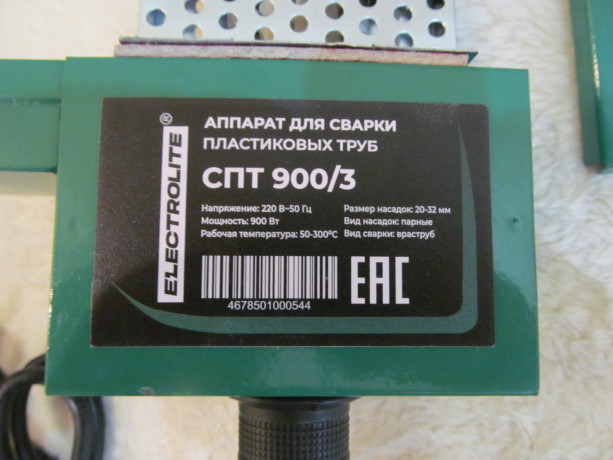 ELECTROLITE®
АППАРАТ ДЛЯ СВАРКИ
ПЛАСТИКОВЫХ ТРУБ
СПТ 900/3
Напряжение: 220 В~50 Гц
Мощность: 900 Вт
Рабочая температура: 50-300°С
Размер насадок: 20-32 мм
Вид насадок: парные
Вид сварки: враструб
4678501000544
ЕАС